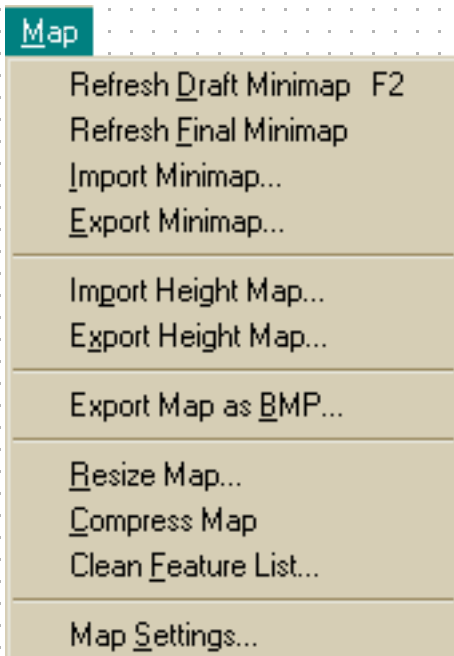 Map
Refresh Draft Minimap F2
Refresh Final Minimap
Import Minimap...
Export Minimap...
Import Height Map...
Export Height Map...
Export Map as BMP...
Resize Map...
Compress Map
Clean Feature List...
Map Settings...